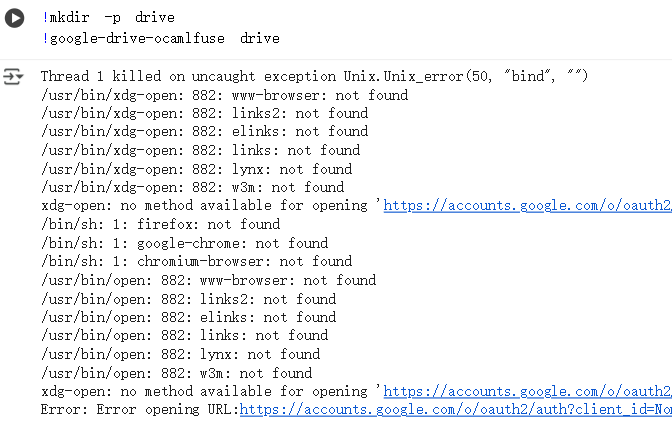 !mkdir -p drive
!google-drive-ocamlfuse drive
Thread 1 killed on uncaught exception Unix.Unix_error(50, "bind", "")
/usr/bin/xdg-open: 882: www-browser: not found
/usr/bin/xdg-open: 882: links2: not found
/usr/bin/xdg-open: 882: elinks: not found
/usr/bin/xdg-open: 882: links: not found
/usr/bin/xdg-open: 882: lynx: not found
/usr/bin/xdg-open: 882: w3m: not found
xdg-open: no method available for opening 'https://accounts.google.com/o/oauth2/
/bin/sh: 1: firefox: not found
/bin/sh: 1: google-chrome: not found
/bin/sh: 1: chromium-browser: not found
/usr/bin/open: 882: www-browser: not found
/usr/bin/open: 882: links2: not found
/usr/bin/open: 882: elinks: not found
/usr/bin/open: 882: links: not found
/usr/bin/open: 882: lynx: not found
/usr/bin/open: 882: w3m: not found
xdg-open: no method available for opening 'https://accounts.google.com/o/oauth2/
Error: Error opening URL:https://accounts.google.com/o/oauth2/auth?client_id=No